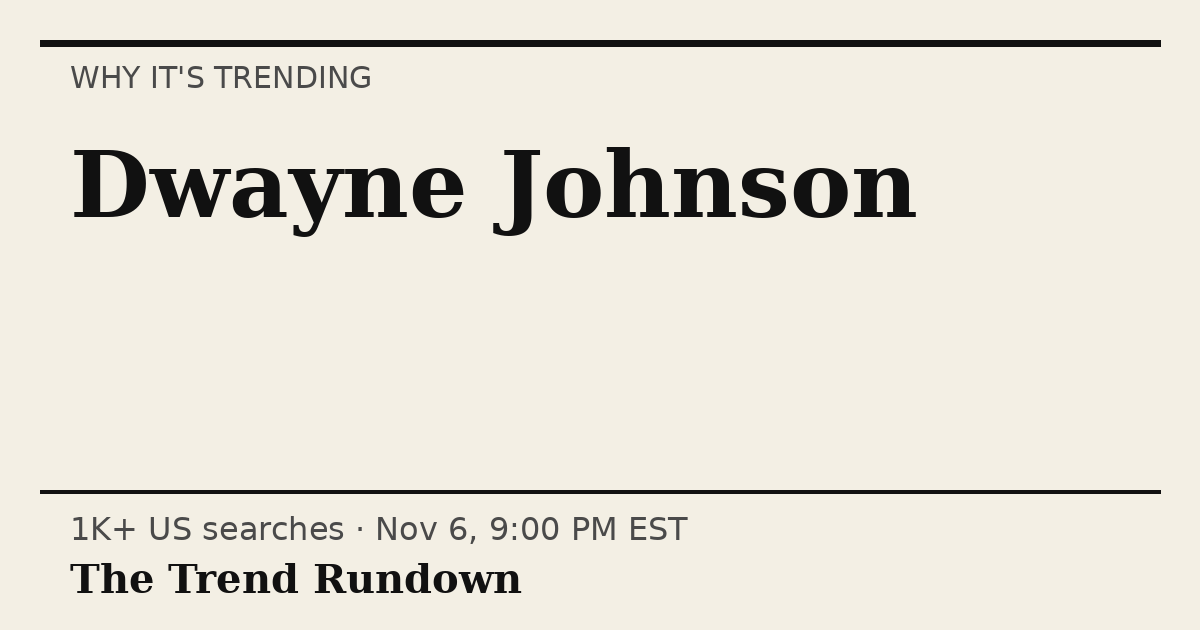 WHY IT'S TRENDING
Dwayne Johnson
1K+ US searches · Nov 6, 9:00 PM EST
The Trend Rundown